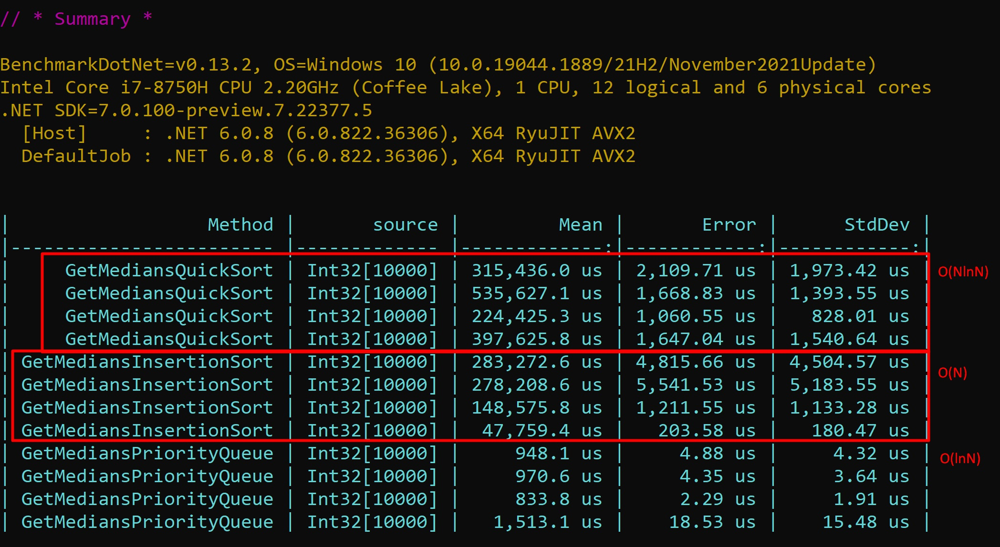 // * Summary *
BenchmarkDotNet=v0.13.2, OS=Windows 10 (10.0.19044.1889/21H2/November2021Update)
Intel Core i7-8750H CPU 2.20GHz (Coffee Lake), 1 CPU, 12 logical and 6 physical cores
.NET SDK=7.0.100-preview.7.22377.5
  [Host]     : .NET 6.0.8 (6.0.822.36306), X64 RyuJIT AVX2
  DefaultJob : .NET 6.0.8 (6.0.822.36306), X64 RyuJIT AVX2
|                  Method |       source |         Mean |       Error |      StdDev |
|------------------------ |------------- |-------------:|------------:|------------:|
|     GetMediansQuickSort | Int32[10000] | 315,436.0 us | 2,109.71 us | 1,973.42 us | O(NlnN)
|     GetMediansQuickSort | Int32[10000] | 535,627.1 us | 1,668.83 us | 1,393.55 us |
|     GetMediansQuickSort | Int32[10000] | 224,425.3 us | 1,060.55 us |   828.01 us |
|     GetMediansQuickSort | Int32[10000] | 397,625.8 us | 1,647.04 us | 1,540.64 us |
| GetMediansInsertionSort | Int32[10000] | 283,272.6 us | 4,815.66 us | 4,504.57 us | O(N)
| GetMediansInsertionSort | Int32[10000] | 278,208.6 us | 5,541.53 us | 5,183.55 us |
| GetMediansInsertionSort | Int32[10000] | 148,575.8 us | 1,211.55 us | 1,133.28 us |
| GetMediansInsertionSort | Int32[10000] |  47,759.4 us |   203.58 us |   180.47 us |
| GetMediansPriorityQueue | Int32[10000] |     948.1 us |     4.88 us |     4.32 us | O(lnN)
| GetMediansPriorityQueue | Int32[10000] |     970.6 us |     4.35 us |     3.64 us |
| GetMediansPriorityQueue | Int32[10000] |     833.8 us |     2.29 us |     1.91 us |
| GetMediansPriorityQueue | Int32[10000] |   1,513.1 us |    18.53 us |    15.48 us |